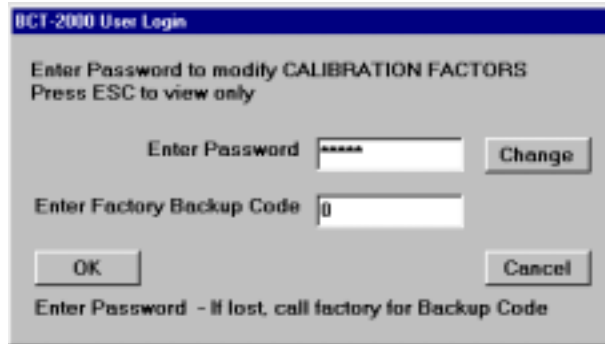 BCT-2000 User Login
Enter Password to modify CALIBRATION FACTORS
Press ESC to view only
Enter Password ***** Change
Enter Factory Backup Code 0
OK Cancel
Enter Password - If lost, call factory for Backup Code